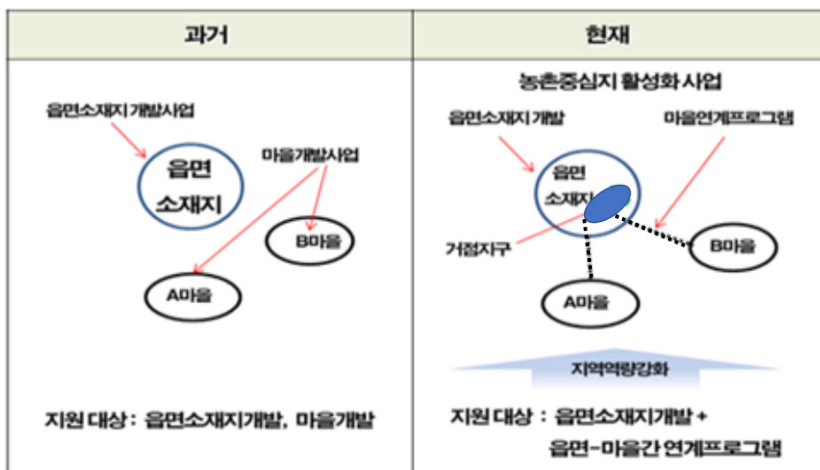 과거
읍면소재지 개발사업
마을개발사업
읍면
소재지
B마을
A마을
지원 대상 : 읍면소재지개발, 마을개발
현재
농촌중심지 활성화 사업
읍면소재지 개발
마을연계프로그램
읍면
소재지
거점지구
B마을
A마을
지역역량강화
지원 대상 : 읍면소재지개발 +
읍면-마을간 연계프로그램